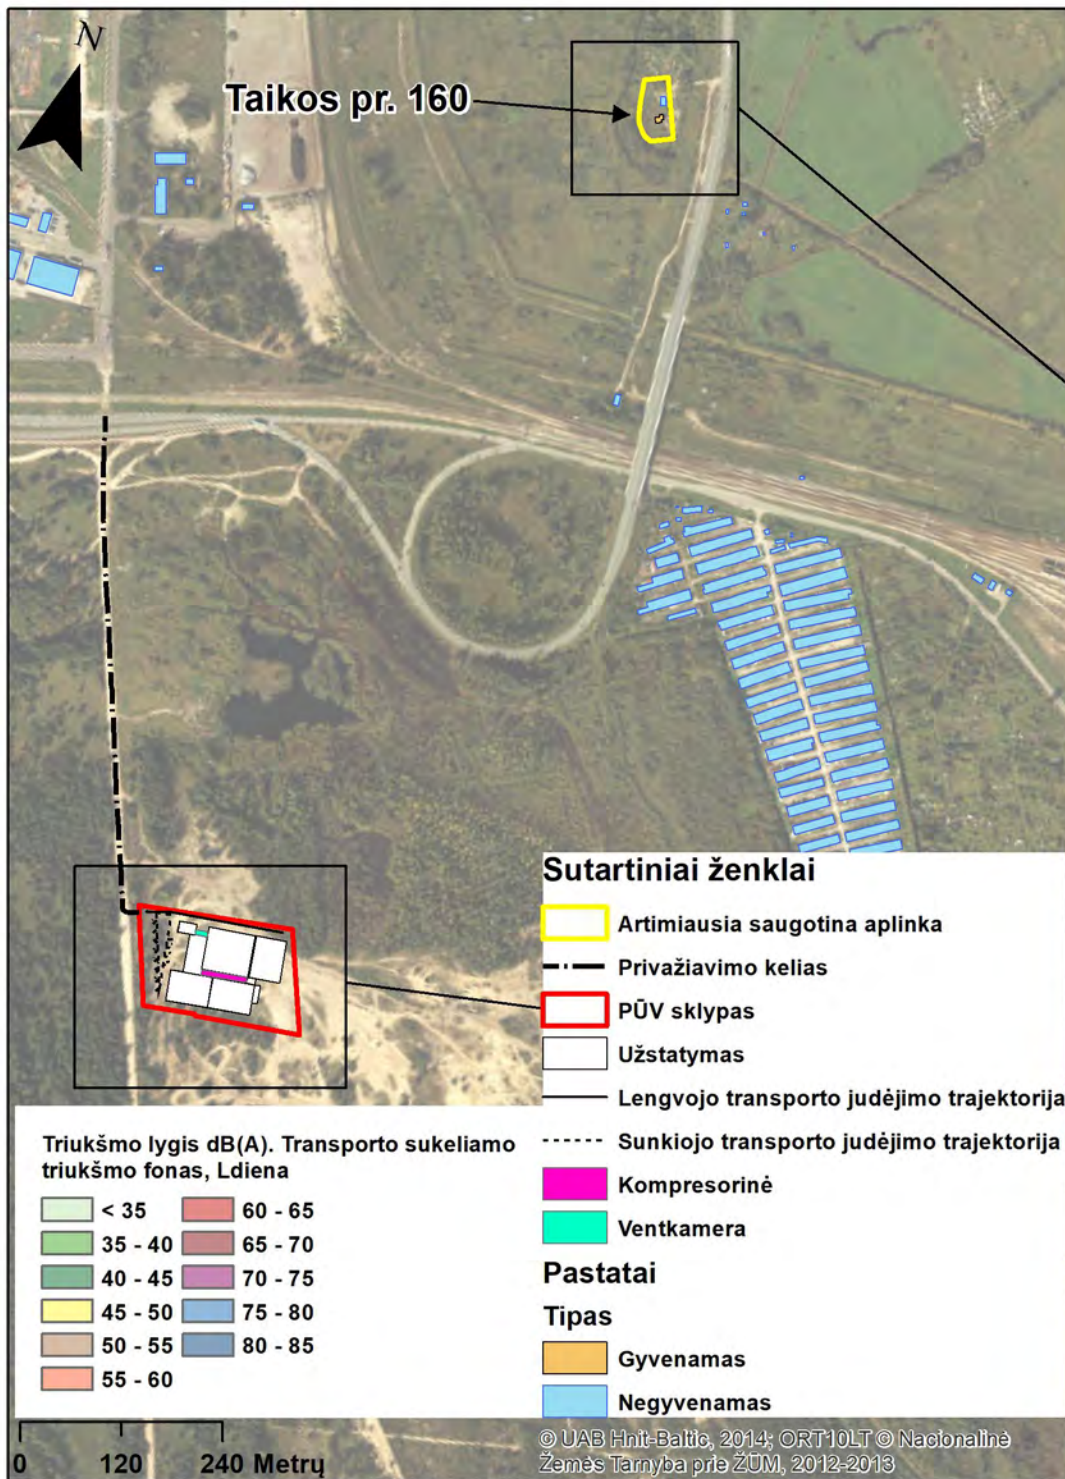 N
Taikos pr. 160
Sutartiniai ženklai
Artimiausia saugotina aplinka
Privažiavimo kelias
PŪV sklypas
Užstatymas
Lengvojo transporto judėjimo trajektorija
Sunkiojo transporto judėjimo trajektorija
Kompresorinė
Ventkamera
Pastatai
Tipas
Gyvenamas
Negyvenamas
Triukšmo lygis dB(A). Transporto sukeliamo
triukšmo fonas, Ldiena
< 35
35 - 40
40 - 45
45 - 50
50 - 55
55 - 60
60 - 65
65 - 70
70 - 75
75 - 80
80 - 85
0 120 240 Metrų
© UAB Hnit-Baltic, 2014; ORT10LT © Nacionalinė
Žemės Tarnyba prie ŽŪM, 2012-2013